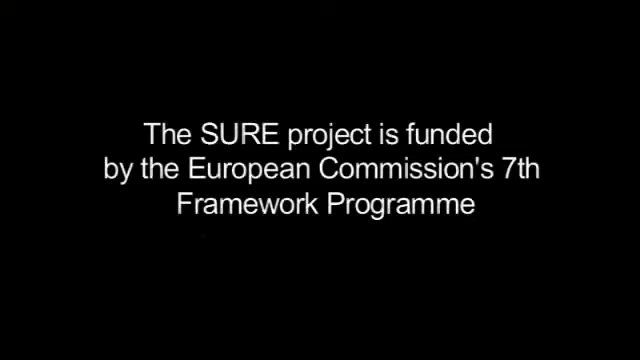 The SURE project is funded
by the European Commission's 7th
Framework Programme